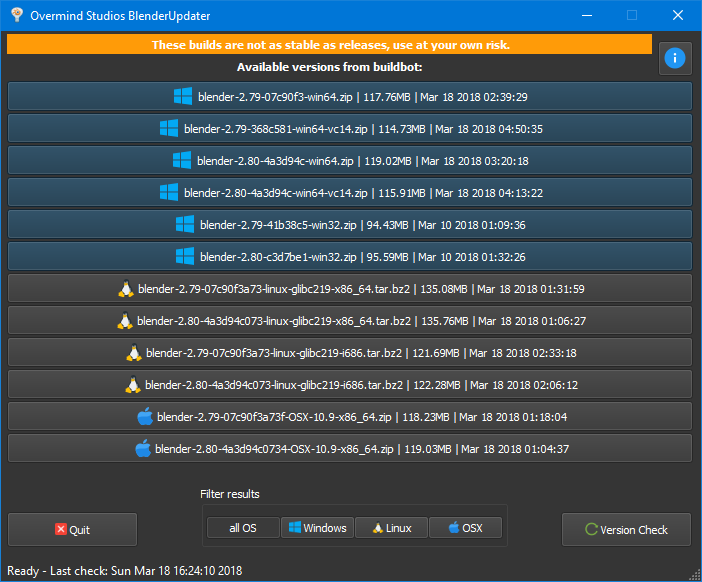 Overmind Studios BlenderUpdater
These builds are not as stable as releases, use at your own risk.
Available versions from buildbot:
blender-2.79-07c90f3-win64.zip | 117.76MB | Mar 18 2018 02:39:29
blender-2.79-368c581-win64-vc14.zip | 114.73MB | Mar 18 2018 04:50:35
blender-2.80-4a3d94c-win64.zip | 119.02MB | Mar 18 2018 03:20:18
blender-2.80-4a3d94c-win64-vc14.zip | 115.91MB | Mar 18 2018 04:13:22
blender-2.79-41b38c5-win32.zip | 94.43MB | Mar 10 2018 01:09:36
blender-2.80-c3d7be1-win32.zip | 95.59MB | Mar 10 2018 01:32:26
blender-2.79-07c90f3a73-linux-glibc219-x86_64.tar.bz2 | 135.08MB | Mar 18 2018 01:31:59
blender-2.80-4a3d94c073-linux-glibc219-x86_64.tar.bz2 | 135.76MB | Mar 18 2018 01:06:27
blender-2.79-07c90f3a73-linux-glibc219-i686.tar.bz2 | 121.69MB | Mar 18 2018 02:33:18
blender-2.80-4a3d94c073-linux-glibc219-i686.tar.bz2 | 122.28MB | Mar 18 2018 02:06:12
blender-2.79-07c90f3a73f-OSX-10.9-x86_64.zip | 118.23MB | Mar 18 2018 01:18:04
blender-2.80-4a3d94c0734-OSX-10.9-x86_64.zip | 119.03MB | Mar 18 2018 01:04:37
Filter results
Quit all OS Windows Linux OSX Version Check
Ready - Last check: Sun Mar 18 16:24:10 2018